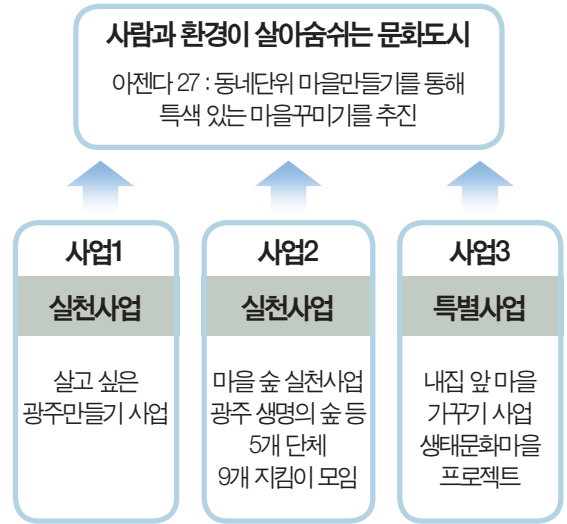 사람과 환경이 살아숨쉬는 문화도시
아젠다 27 : 동네단위 마을만들기를 통해
특색 있는 마을꾸미기를 추진
사업1
실천사업
살고 싶은
광주만들기 사업
사업2
실천사업
마을 숲 실천사업
광주 생명의 숲 등
5개 단체
9개 지킴이 모임
사업3
특별사업
내집 앞 마을
가꾸기 사업
생태문화마을
프로젝트